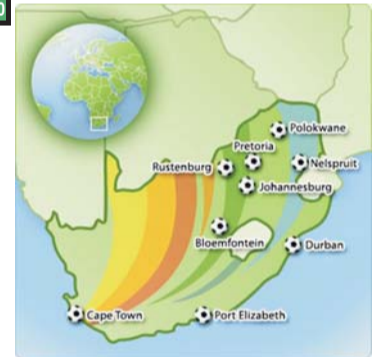 Polokwane
Pretoria
Rustenburg
Nelspruit
Johannesburg
Bloemfontein
Durban
Cape Town
Port Elizabeth